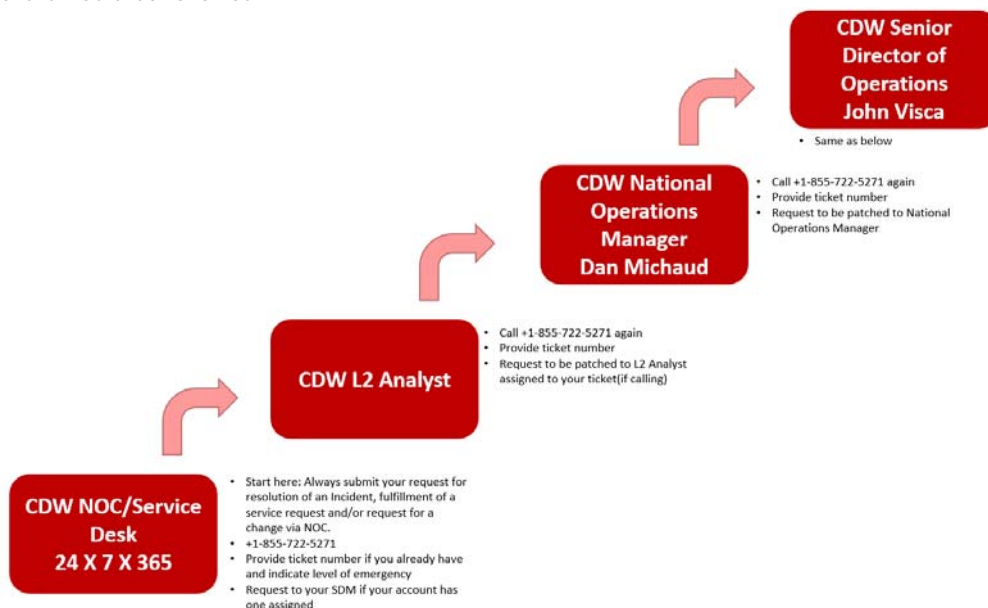 CDW Senior
Director of
Operations
John Visca
• Same as below
CDW National
Operations
Manager
Dan Michaud
• Call +1-855-722-5271 again
• Provide ticket number
• Request to be patched to National
Operations Manager
CDW L2 Analyst
• Call +1-855-722-5271 again
• Provide ticket number
• Request to be patched to L2 Analyst
assigned to your ticket(if calling)
CDW NOC/Service
Desk
24 X 7 X 365
• Start here: Always submit your request for
resolution of an Incident, fulfillment of a
service request and/or request for a
change via NOC.
• +1-855-722-5271
• Provide ticket number if you already have
and indicate level of emergency
• Request to your SDM if your account has
one assigned